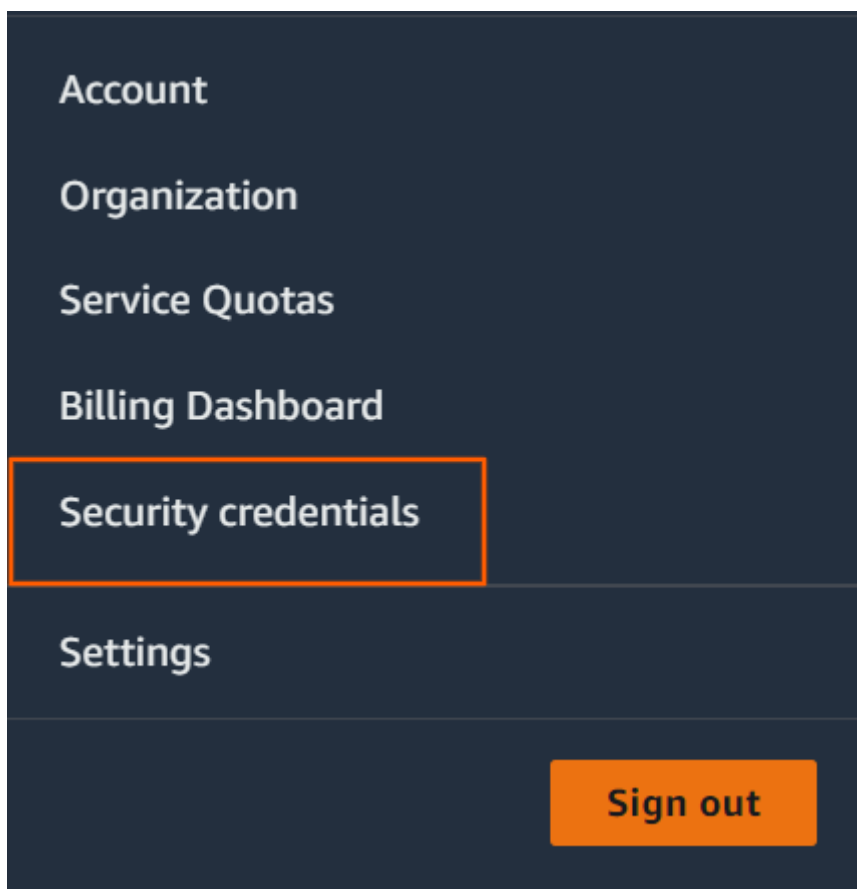 Account
Organization
Service Quotas
Billing Dashboard
Security credentials
Settings
Sign out